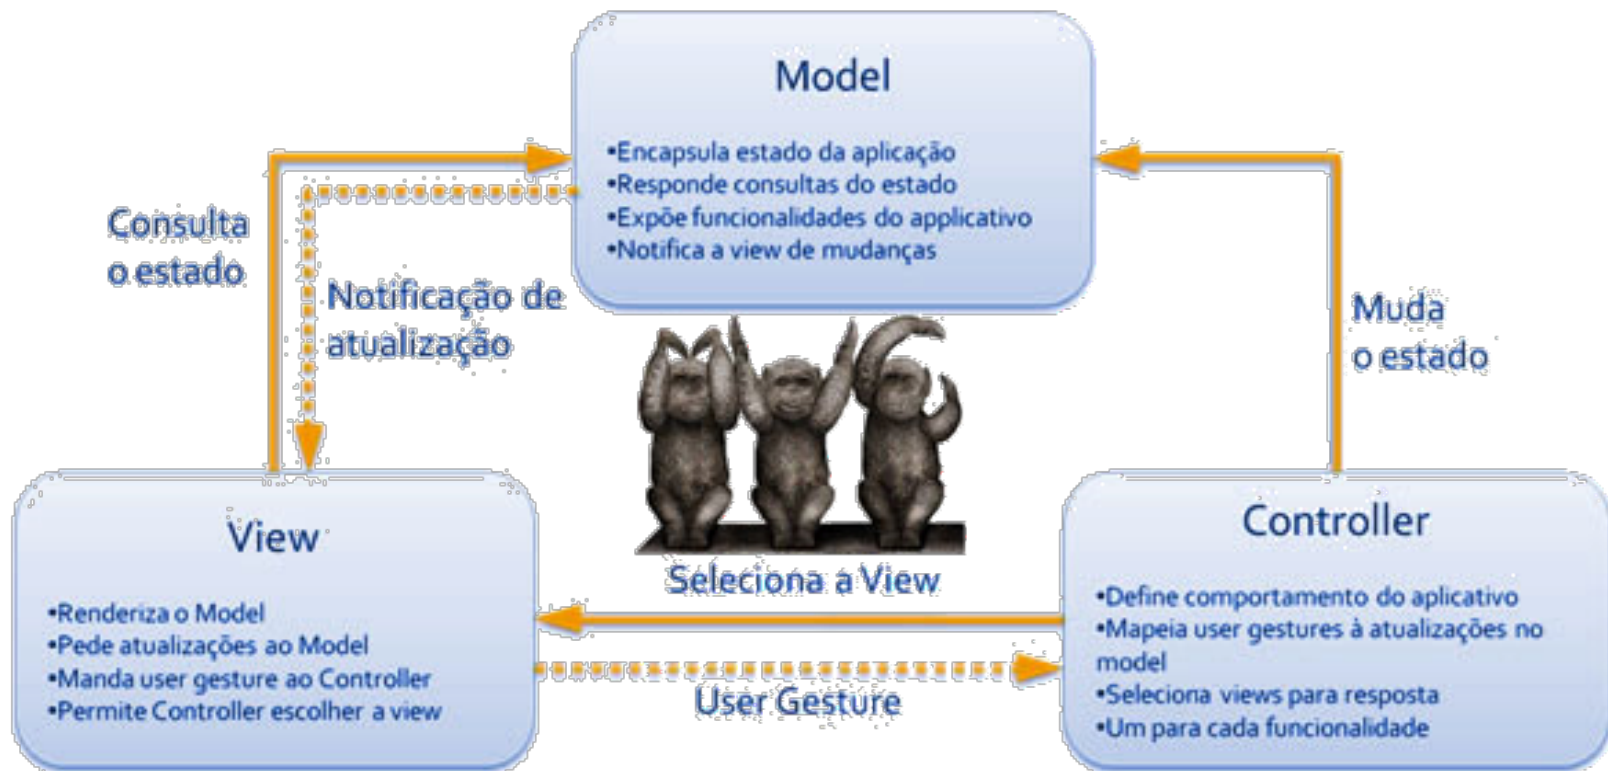 Model
•Encapsula estado da aplicação
•Responde consultas do estado
•Expõe funcionalidades do applicativo
•Notifica a view de mudanças
Consulta
o estado
Notificação de
atualização
Muda
o estado
View
•Renderiza o Model
•Pede atualizações ao Model
•Manda user gesture ao Controller
•Permite Controller escolher a view
Seleciona a View
User Gesture
Controller
•Define comportamento do aplicativo
•Mapeia user gestures à atualizações no
model
•Seleciona views para resposta
•Um para cada funcionalidade